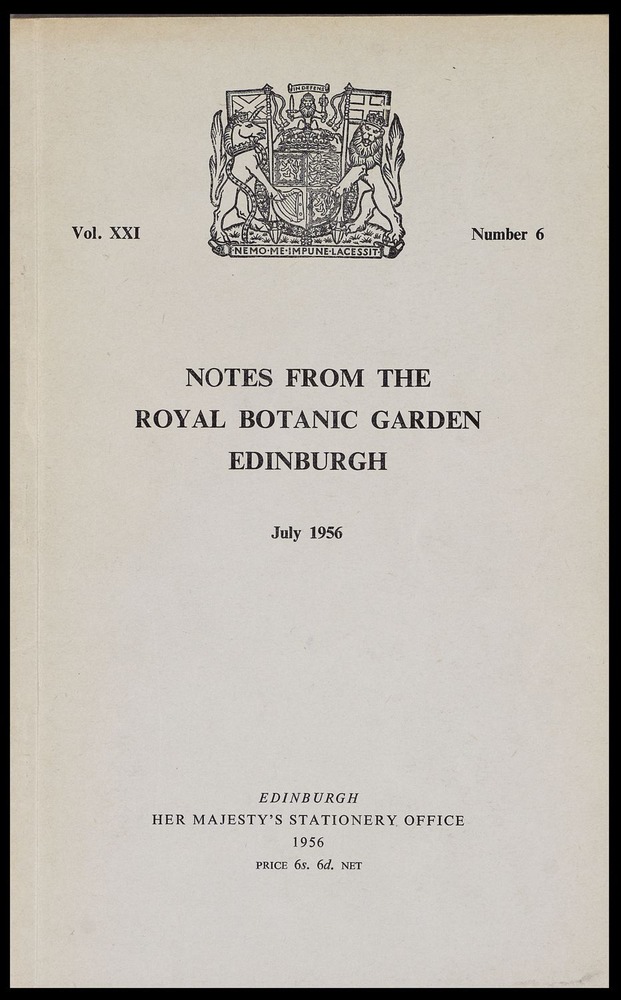 IN DEFENS
Vol. XXI
Number 6
NEMO·ME·IMPUNE·LACESSIT
NOTES FROM THE
ROYAL BOTANIC GARDEN
EDINBURGH
July 1956
EDINBURGH
HER MAJESTY'S STATIONERY OFFICE
1956
PRICE 6s. 6d. NET